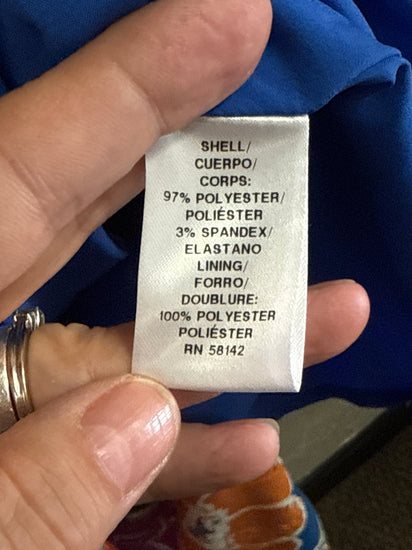 SHELL/
CUERPO/
CORPS:
97% POLYESTER/
POLIÉSTER
3% SPANDEX/
ELASTANO
LINING/
FORRO/
DOUBLURE:
100% POLYESTER
POLIÉSTER
RN 58142